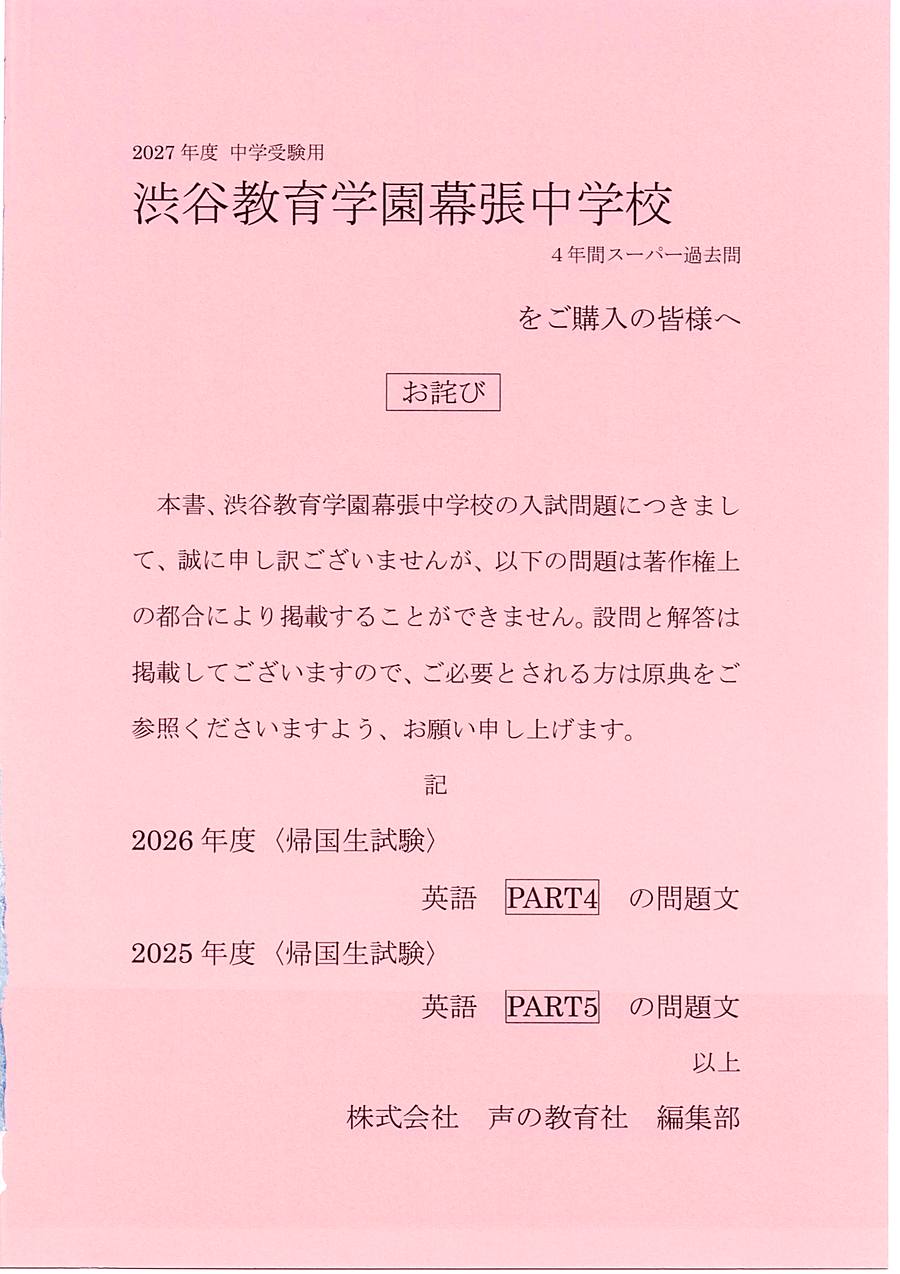 2027 年度 中学受験用
渋谷教育学園幕張中学校
４年間スーパー過去問
をご購入の皆様へ
お詫び
本書、渋谷教育学園幕張中学校の入試問題につきまし
て、誠に申し訳ございませんが、以下の問題は著作権上
の都合により掲載することができません。設問と解答は
掲載してございますので、ご必要とされる方は原典をご
参照くださいますよう、お願い申し上げます。
記
2026 年度〈帰国生試験〉
英語 PART4 の問題文
2025 年度〈帰国生試験〉
英語 PART5 の問題文
以上
株式会社 声の教育社 編集部